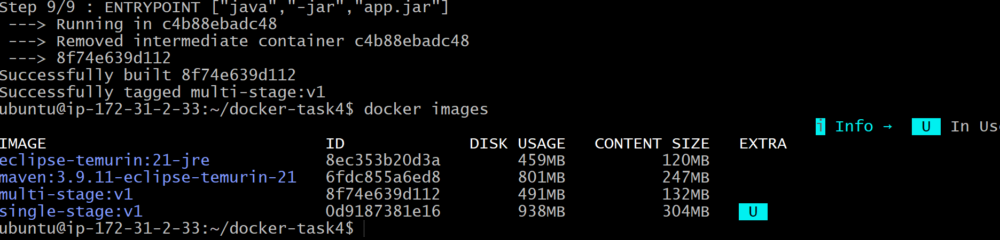 Step 9/9 : ENTRYPOINT ["java","-jar","app.jar"]
---> Running in c4b88ebadc48
---> Removed intermediate container c4b88ebadc48
---> 8f74e639d112
Successfully built 8f74e639d112
Successfully tagged multi-stage:v1
ubuntu@ip-172-31-2-33:~/docker-task4$ docker images
i Info → U In Us
IMAGE ID DISK USAGE CONTENT SIZE EXTRA
eclipse-temurin:21-jre 8ec353b20d3a 459MB 120MB
maven:3.9.11-eclipse-temurin-21 6fdc855a6ed8 801MB 247MB
multi-stage:v1 8f74e639d112 491MB 132MB
single-stage:v1 0d9187381e16 938MB 304MB U
ubuntu@ip-172-31-2-33:~/docker-task4$